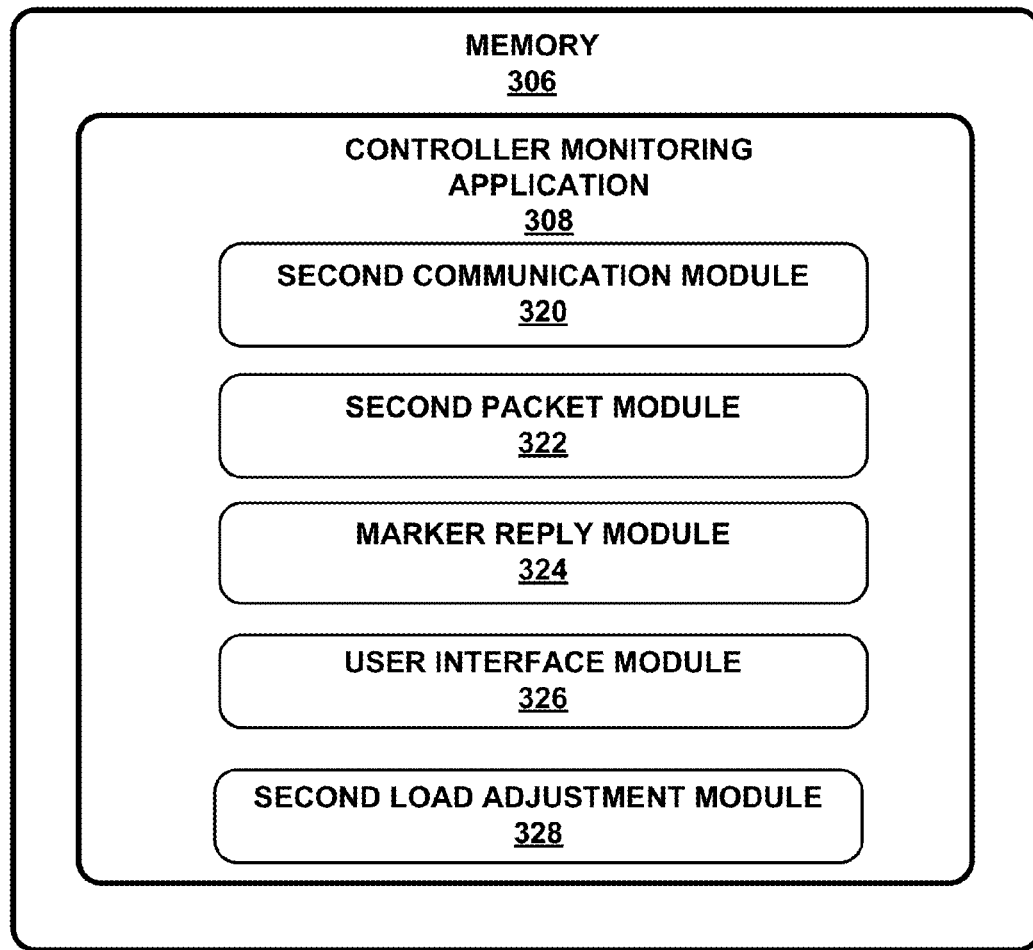 MEMORY
306
CONTROLLER MONITORING
APPLICATION
308
SECOND COMMUNICATION MODULE
320
SECOND PACKET MODULE
322
MARKER REPLY MODULE
324
USER INTERFACE MODULE
326
SECOND LOAD ADJUSTMENT MODULE
328